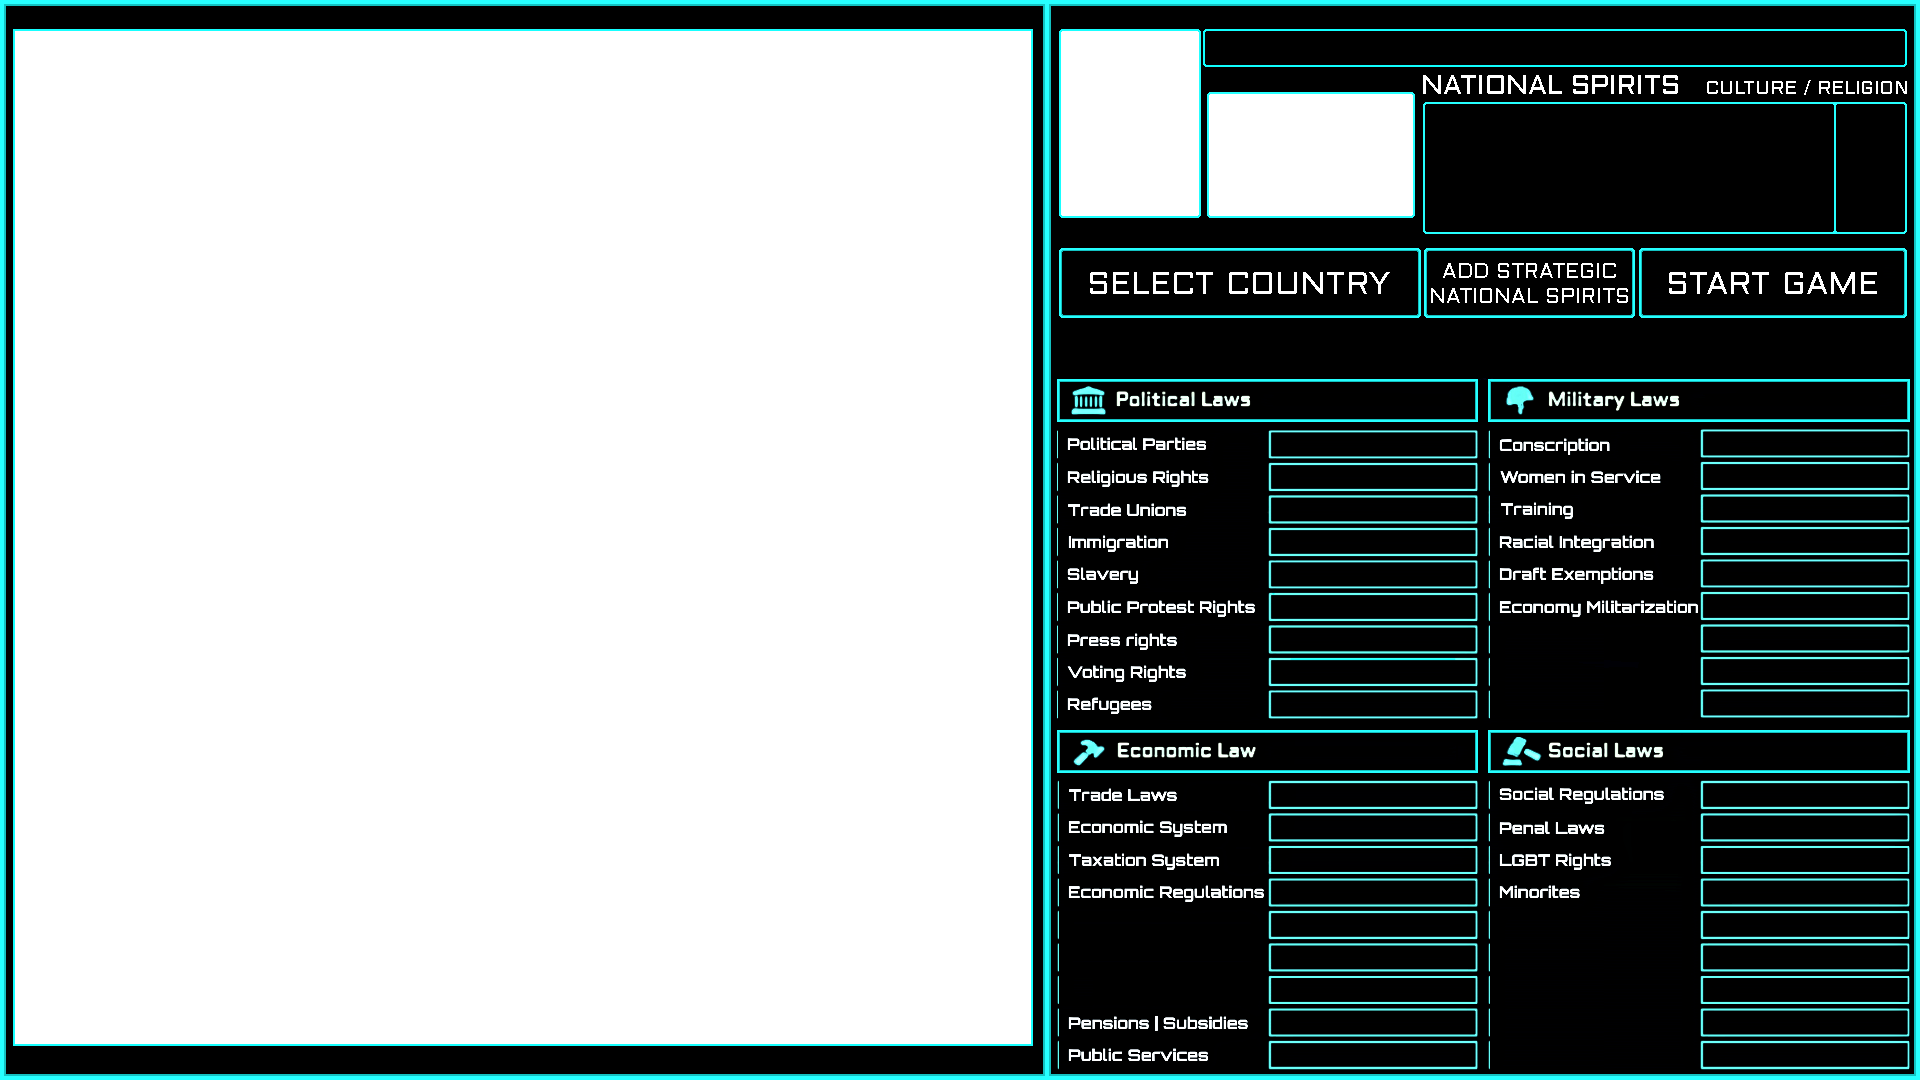 NATIONAL SPIRITS CULTURE / RELIGION
SELECT COUNTRY
ADD STRATEGIC
NATIONAL SPIRITS
START GAME
Political Laws
Political Parties
Religious Rights
Trade Unions
Immigration
Slavery
Public Protest Rights
Press rights
Voting Rights
Refugees
Military Laws
Conscription
Women in Service
Training
Racial Integration
Draft Exemptions
Economy Militarization
Economic Law
Trade Laws
Economic System
Taxation System
Economic Regulations
Pensions | Subsidies
Public Services
Social Laws
Social Regulations
Penal Laws
LGBT Rights
Minorites